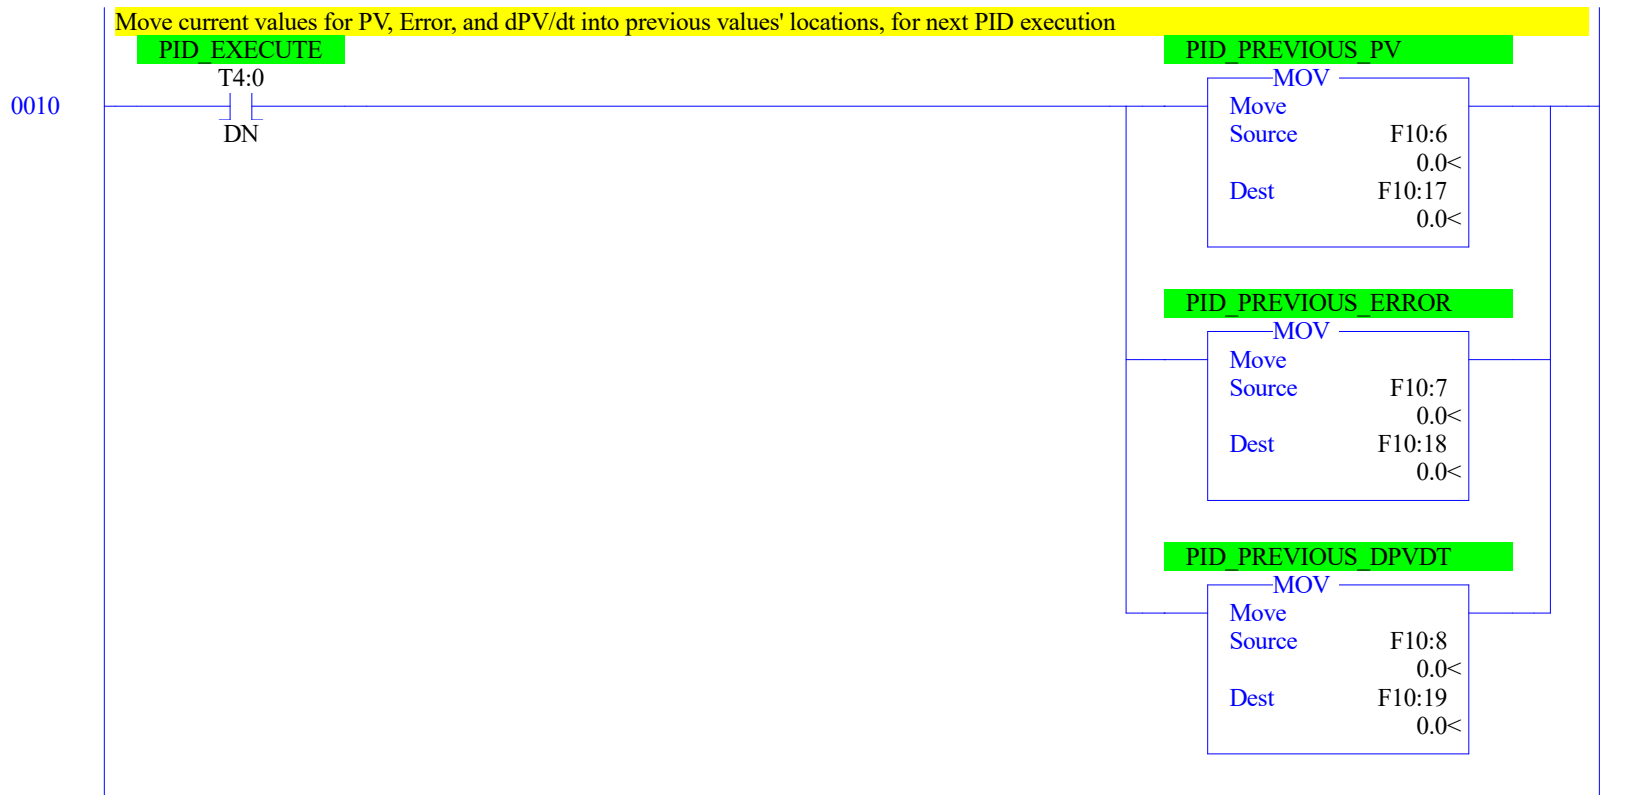 Move current values for PV, Error, and dPV/dt into previous values' locations, for next PID execution
PID_EXECUTE
T4:0
DN
0010
PID_PREVIOUS_PV
MOV
Move
Source F10:6
0.0<
Dest F10:17
0.0<
PID_PREVIOUS_ERROR
MOV
Move
Source F10:7
0.0<
Dest F10:18
0.0<
PID_PREVIOUS_DPVDT
MOV
Move
Source F10:8
0.0<
Dest F10:19
0.0<